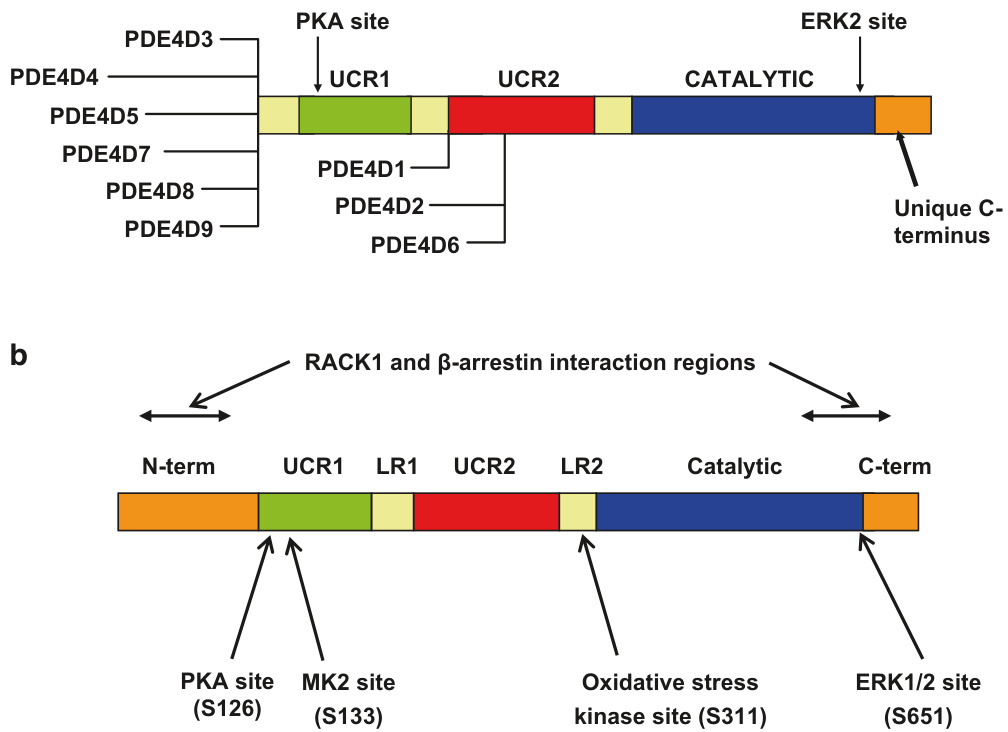 PKA site
ERK2 site
PDE4D3
PDE4D4
UCR1
UCR2
CATALYTIC
PDE4D5
PDE4D7
PDE4D1
PDE4D8
PDE4D2
PDE4D9
PDE4D6
Unique C-
terminus
b
RACK1 and β-arrestin interaction regions
N-term
UCR1
LR1
UCR2
LR2
Catalytic
C-term
PKA site
(S126)
MK2 site
(S133)
Oxidative stress
kinase site (S311)
ERK1/2 site
(S651)